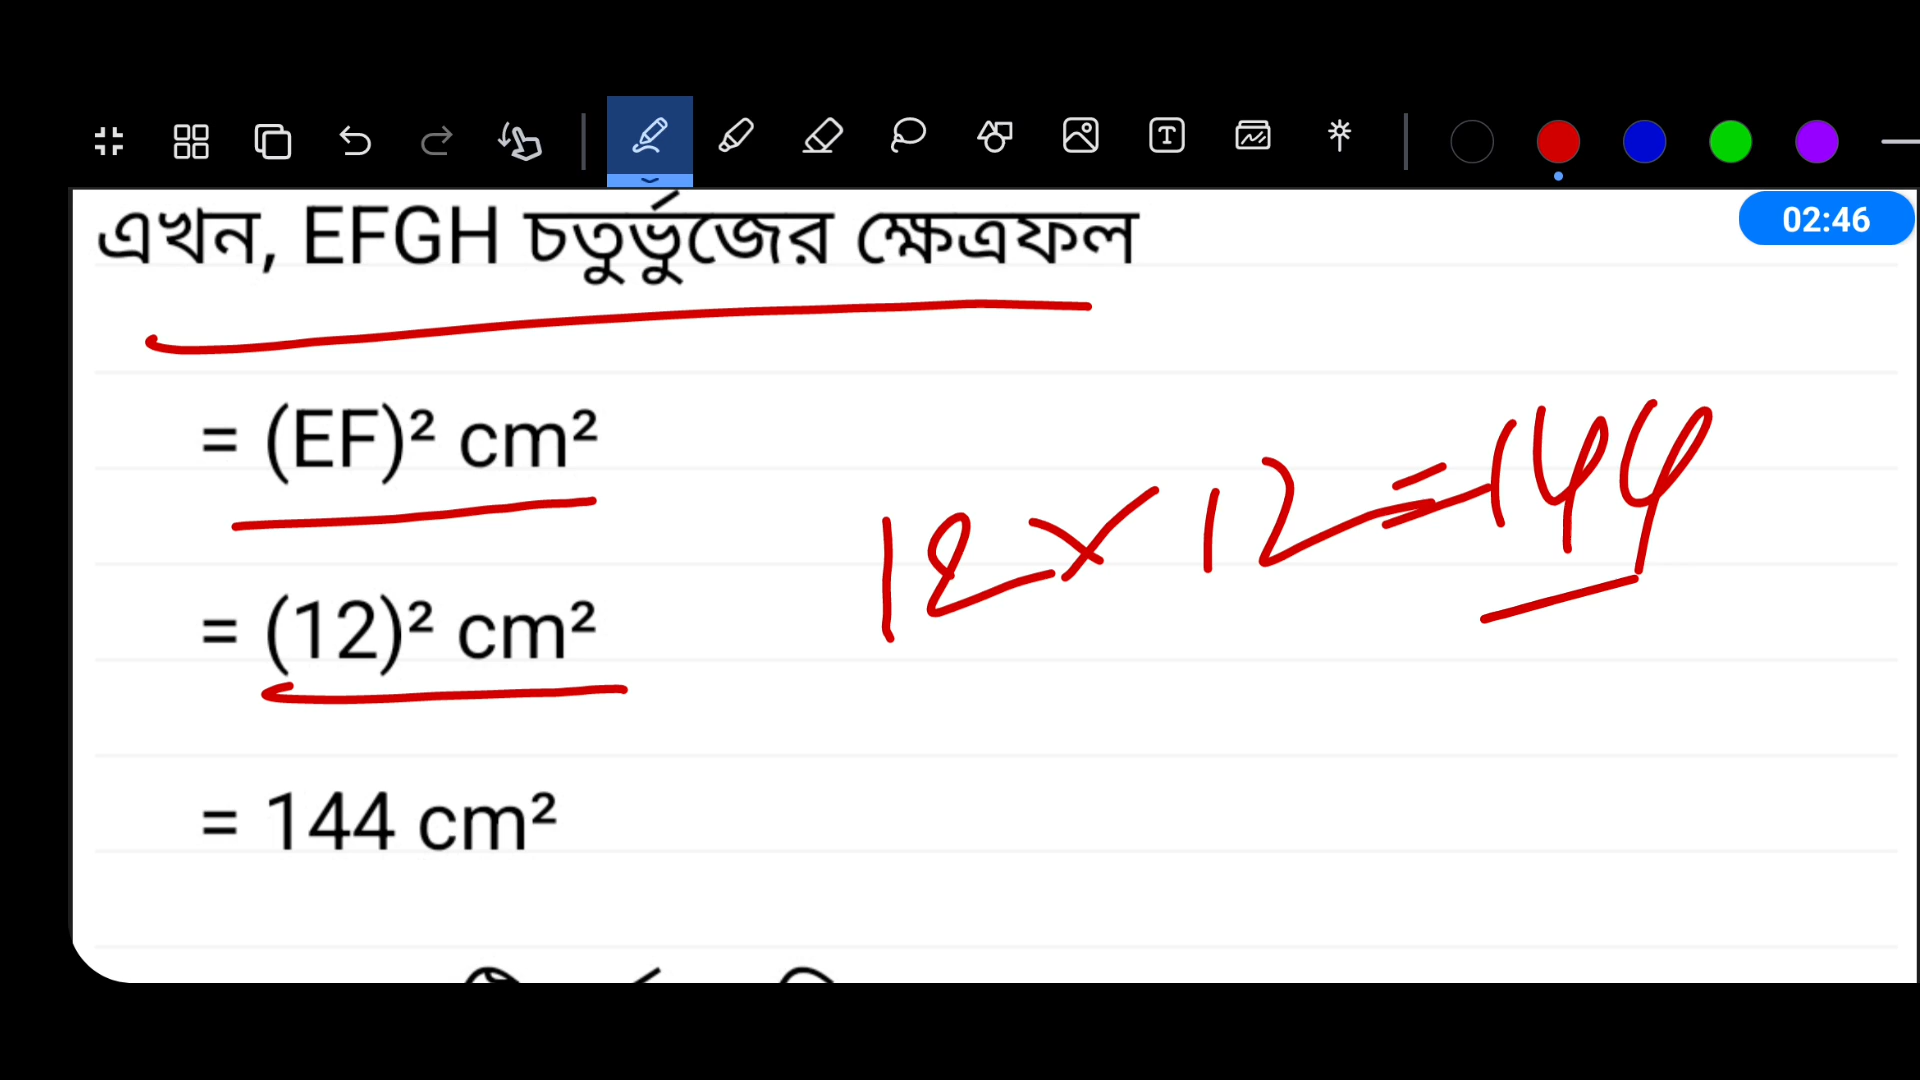 02:46
এখন, EFGH চতুর্ভুজের ক্ষেত্রফল
= (EF)² cm²
12 × 12 = 144
= (12)² cm²
= 144 cm²